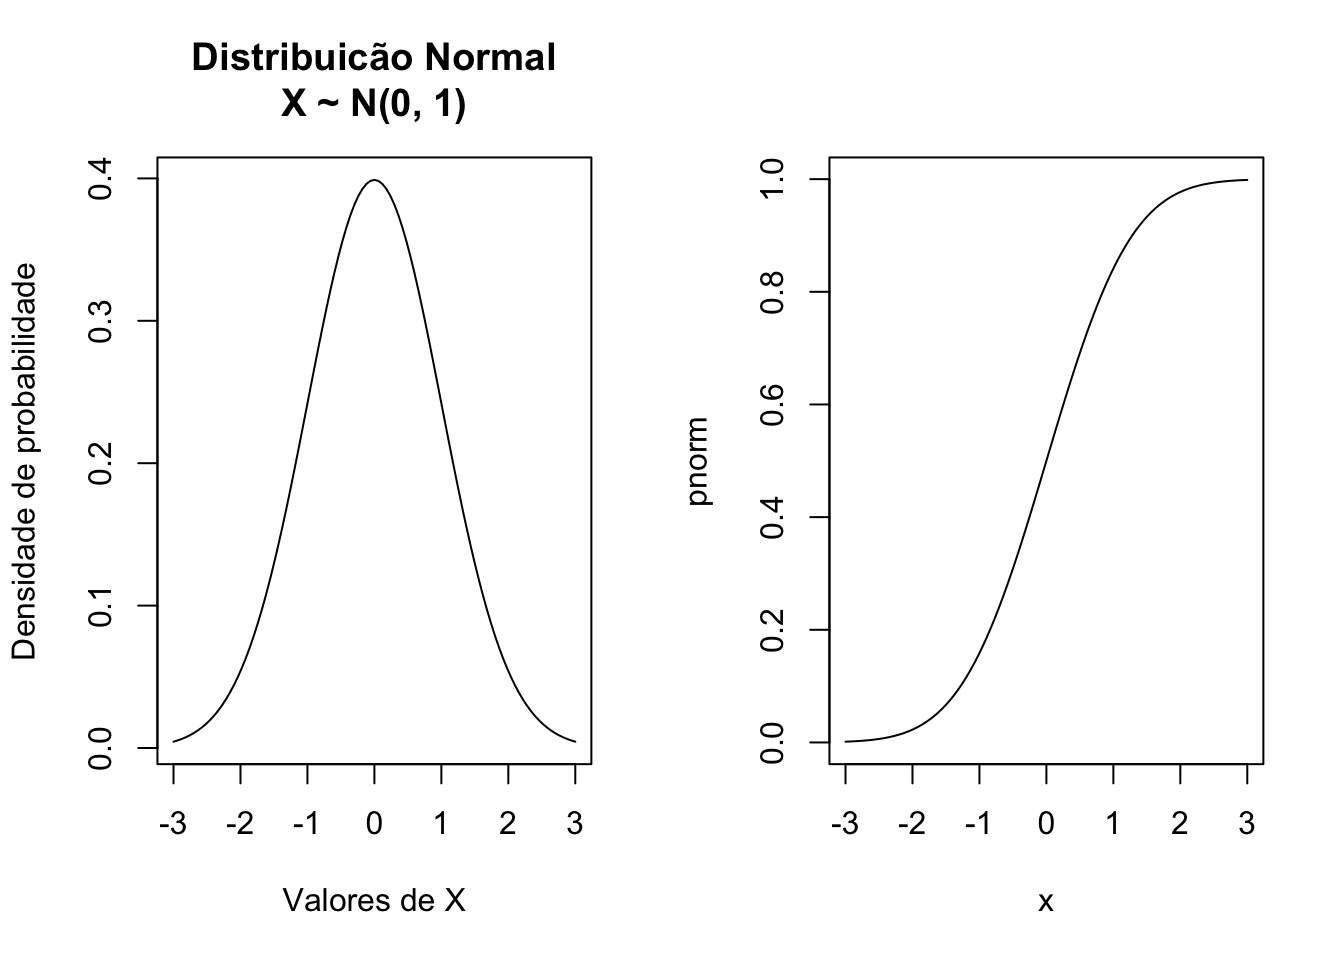 Distribuicão Normal
X ~ N(0, 1)
Densidade de probabilidade
0.4
0.3
0.2
0.1
0.0
-3 -2 -1 0 1 2 3
Valores de X
pnorm
1.0
0.8
0.6
0.4
0.2
0.0
-3 -2 -1 0 1 2 3
x